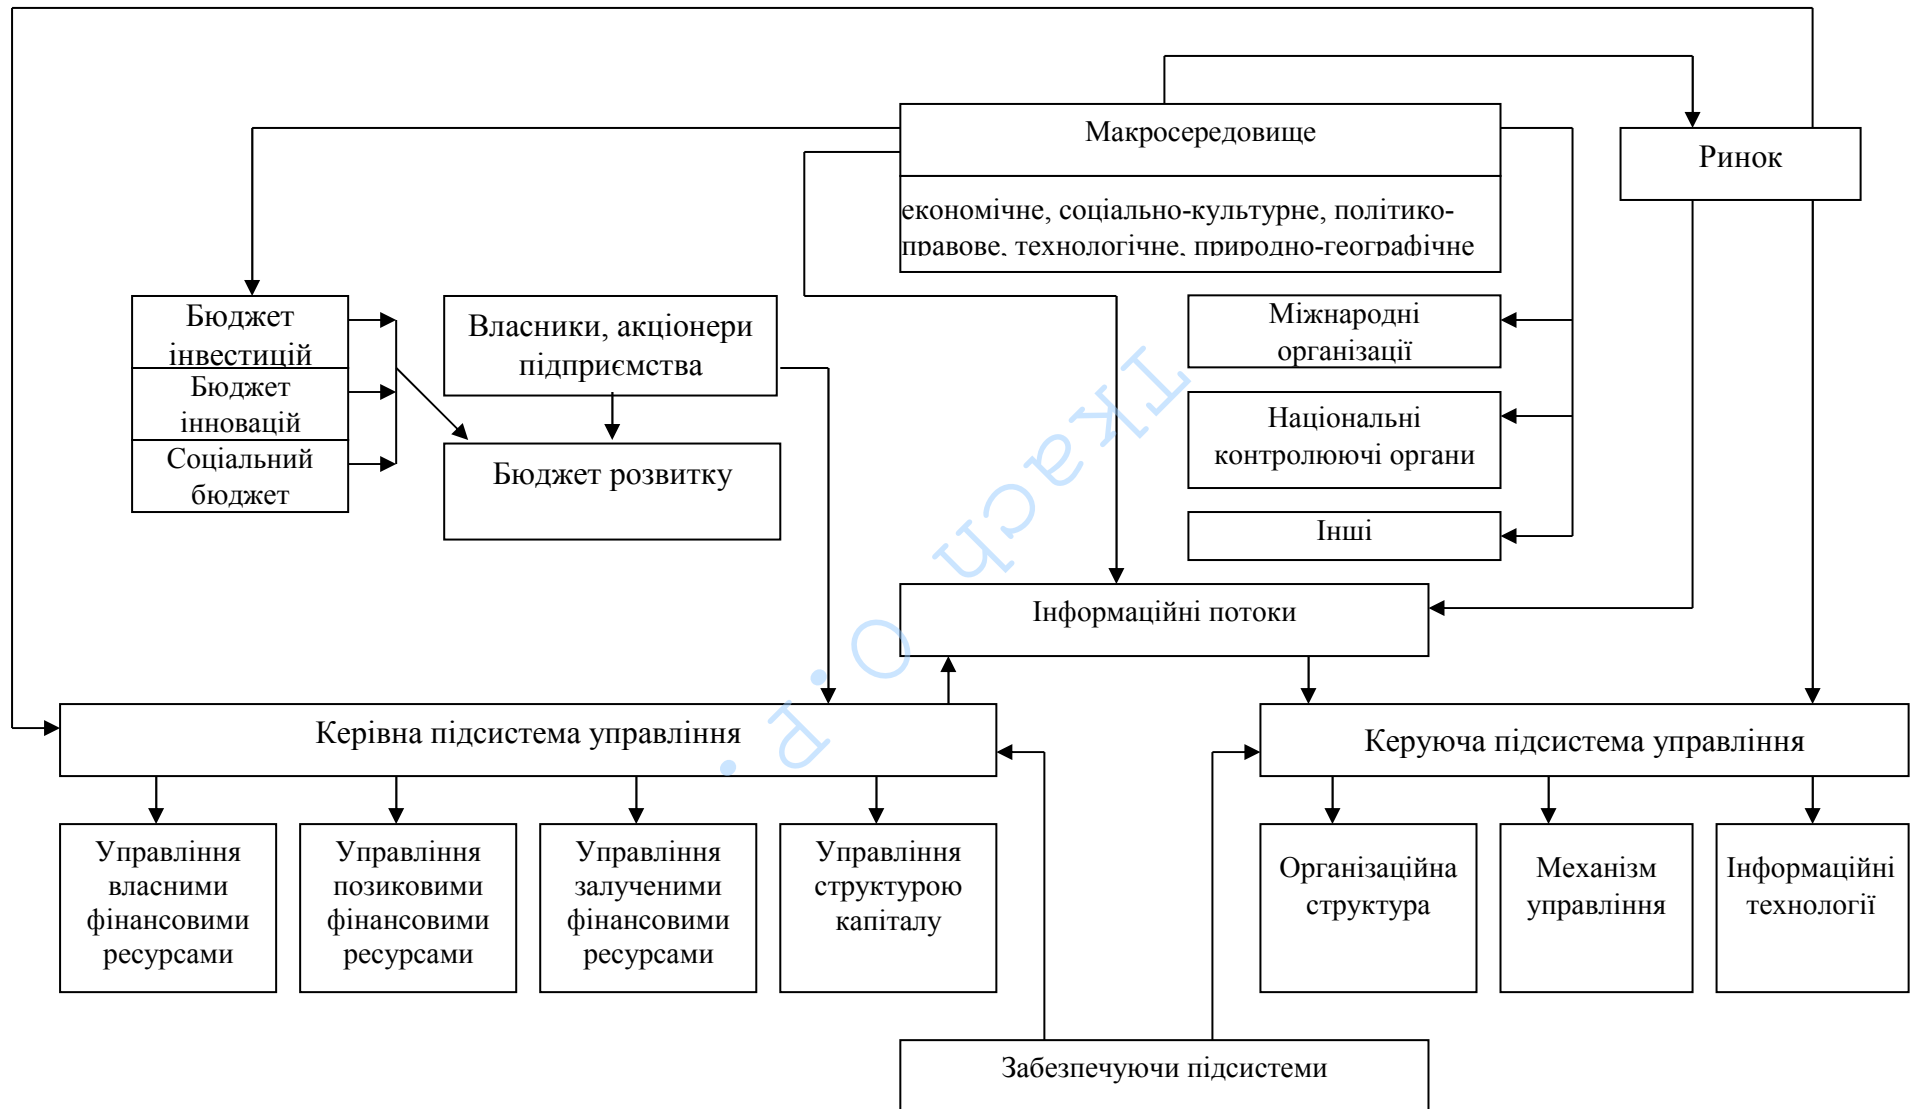 Макросередовище
Ринок
економічне, соціально-культурне, політико-
правове, технологічне, природно-географічне
Бюджет
інвестицій
Бюджет
інновацій
Соціальний
бюджет
Власники, акціонери
підприємства
Бюджет розвитку
Міжнародні
організації
Національні
контролюючі органи
Інші
Інформаційні потоки
Керівна підсистема управління
Керуюча підсистема управління
Управління
власними
фінансовими
ресурсами
Управління
позиковими
фінансовими
ресурсами
Управління
залученими
фінансовими
ресурсами
Управління
структурою
капіталу
Організаційна
структура
Механізм
управління
Інформаційні
технології
Забезпечуючи підсистеми
Tkach O.P.